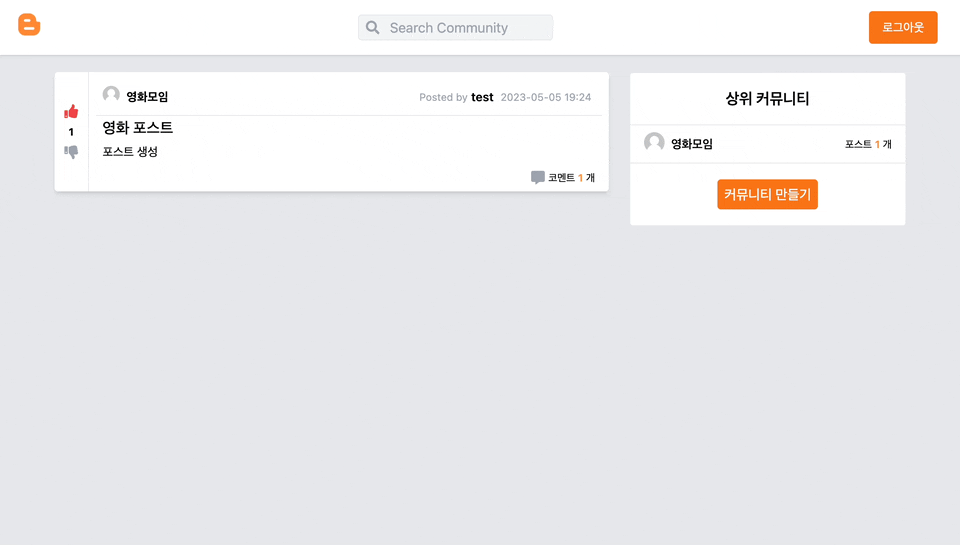 Search Community
로그아웃
영화모임
Posted by test 2023-05-05 19:24
1
영화 포스트
포스트 생성
코멘트 1 개
상위 커뮤니티
영화모임
포스트 1 개
커뮤니티 만들기